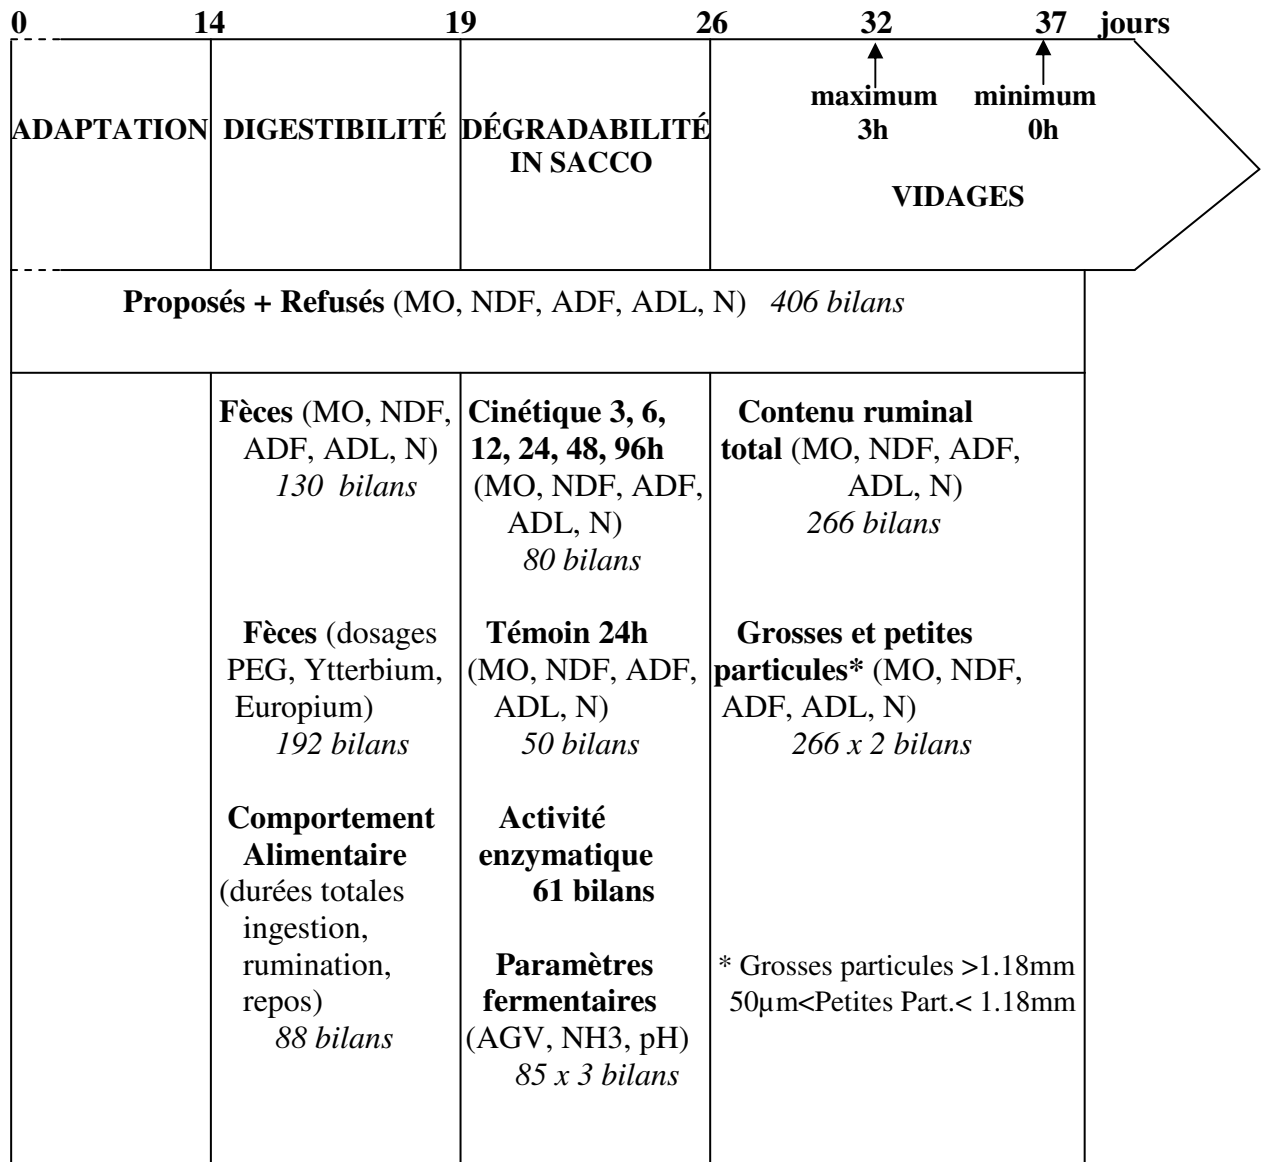 0 14 19 26 32 37 jours
maximum minimum
3h 0h
ADAPTATION DIGESTIBILITÉ DÉGRADABILITÉ
IN SACCO
VIDAGES
Proposés + Refusés (MO, NDF, ADF, ADL, N) 406 bilans
Fèces (MO, NDF,
ADF, ADL, N)
130 bilans
Fèces (dosages
PEG, Ytterbium,
Europium)
192 bilans
Comportement
Alimentaire
(durées totales
ingestion,
rumination,
repos)
88 bilans
Cinétique 3, 6,
12, 24, 48, 96h
(MO, NDF, ADF,
ADL, N)
80 bilans
Témoin 24h
(MO, NDF, ADF,
ADL, N)
50 bilans
Activité
enzymatique
61 bilans
Paramètres
fermentaires
(AGV, NH3, pH)
85 x 3 bilans
Contenu ruminal
total (MO, NDF, ADF,
ADL, N)
266 bilans
Grosses et petites
particules* (MO, NDF,
ADF, ADL, N)
266 x 2 bilans
* Grosses particules >1.18mm
50µm<Petites Part.< 1.18mm